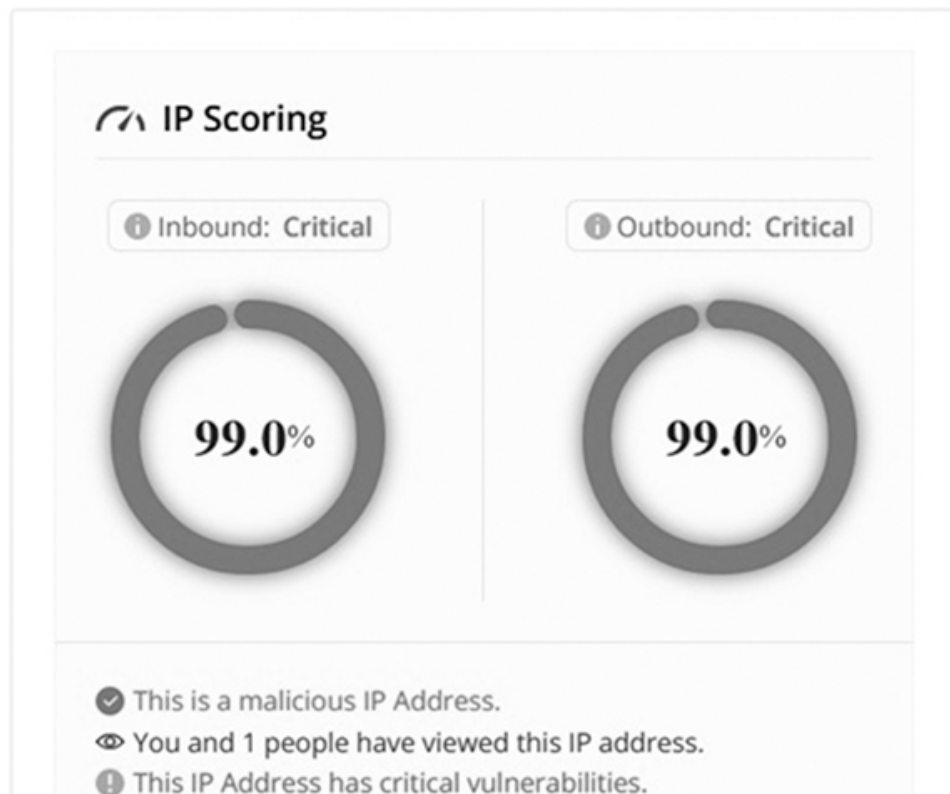 IP Scoring
Inbound: Critical
Outbound: Critical
99.0%
99.0%
This is a malicious IP Address.
You and 1 people have viewed this IP address.
This IP Address has critical vulnerabilities.